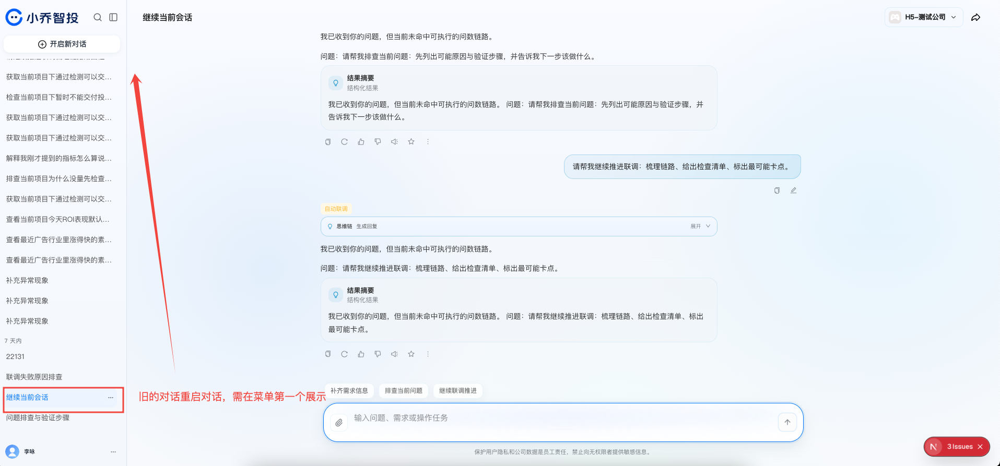 小乔智投
开启新对话
获取当前项目下通过检测可以交...
检查当前项目下暂时不能交付投...
获取当前项目下通过检测可以交...
获取当前项目下通过检测可以交...
解释我刚才提到的指标怎么算说...
排查当前项目为什么没量先检查...
获取当前项目下通过检测可以交...
查看当前项目今天ROI表现默认...
查看最近广告行业里涨得快的素...
查看最近广告行业里涨得快的素...
补充异常现象
补充异常现象
补充异常现象
7 天内
22131
联调失败原因排查
继续当前会话 ...
问题排查与验证步骤
李咏 ...
继续当前会话
H5-测试公司
我已收到你的问题，但当前未命中可执行的问数链路。
问题：请帮我排查当前问题：先列出可能原因与验证步骤，并告诉我下一步该做什么。
结果摘要
结构化结果
我已收到你的问题，但当前未命中可执行的问数链路。 问题：请帮我排查当前问题：先列出可能原因与验证步骤，并
告诉我下一步该做什么。
请帮我继续推进联调：梳理链路、给出检查清单、标出最可能卡点。
自动联调
思维链 生成回复 展开
我已收到你的问题，但当前未命中可执行的问数链路。
问题：请帮我继续推进联调：梳理链路、给出检查清单、标出最可能卡点。
结果摘要
结构化结果
我已收到你的问题，但当前未命中可执行的问数链路。 问题：请帮我继续推进联调：梳理链路、给出检查清单、标出
最可能卡点。
旧的对话重启对话，需在菜单第一个展示
补齐需求信息 排查当前问题 继续联调推进
输入问题、需求或操作任务
保护用户隐私和公司数据是员工责任，禁止向无权限者提供敏感信息。
N 3 Issues